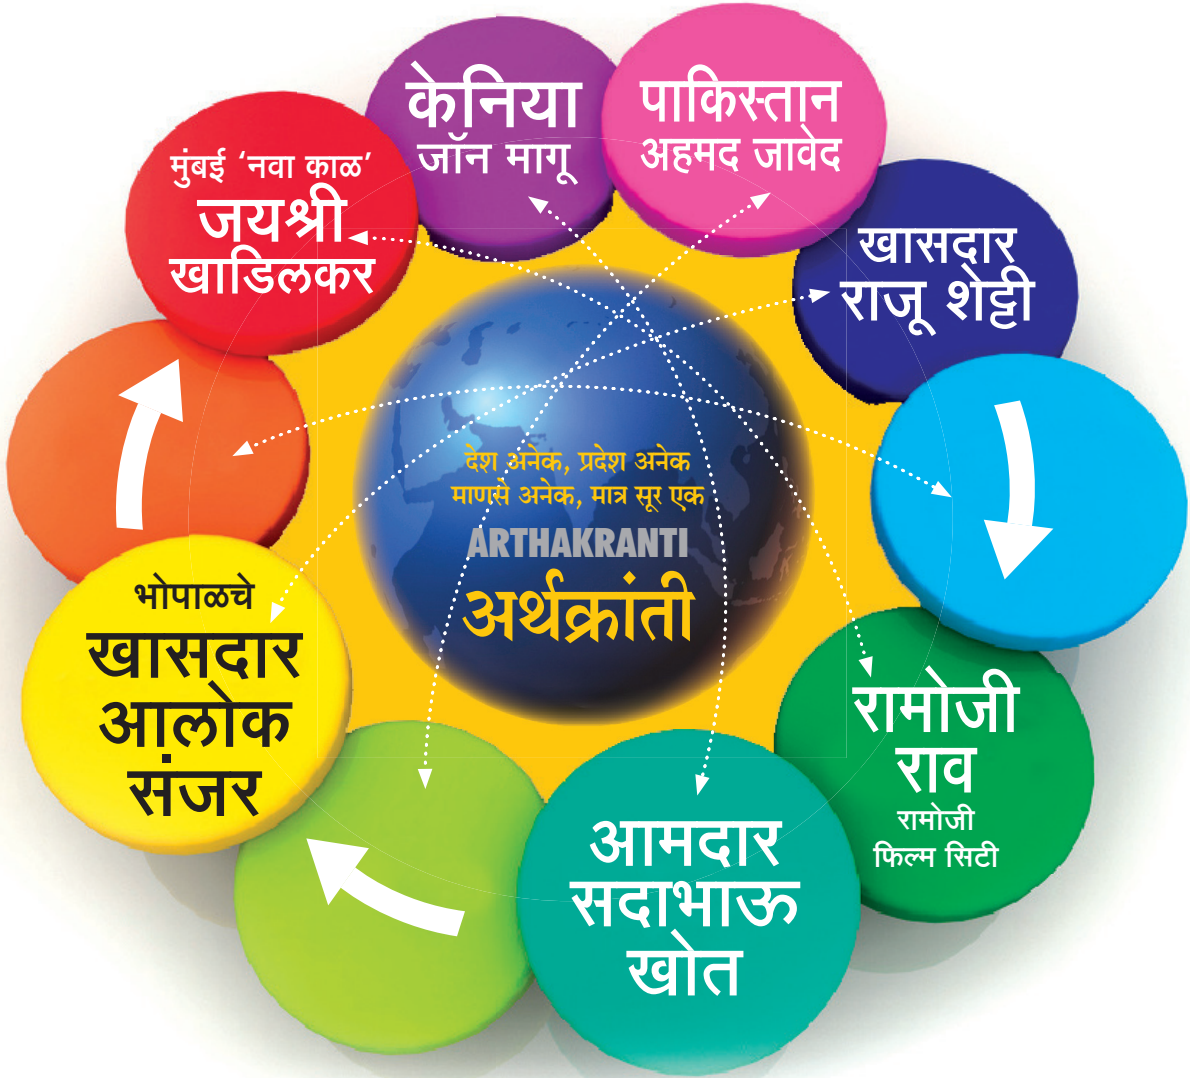 केनिया
जॉन मागू
पाकिस्तान
अहमद जावेद
मुंबई ‘नवा काळ’
जयश्री
खाडिलकर
खासदार
राजू शेट्टी
देश अनेक, प्रदेश अनेक
माणसे अनेक, मात्र सूर एक
ARTHAKRANTI
अर्थक्रांती
भोपाळचे
खासदार
आलोक
संजर
रामोजी
राव
रामोजी
फिल्म सिटी
आमदार
सदाभाऊ
खोत